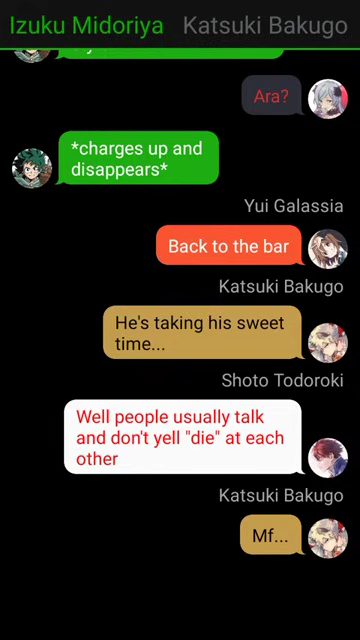 Izuku Midoriya Katsuki Bakugo
Ara?
*charges up and
disappears*
Yui Galassia
Back to the bar
Katsuki Bakugo
He's taking his sweet
time...
Shoto Todoroki
Well people usually talk
and don't yell "die" at each
other
Katsuki Bakugo
Mf...